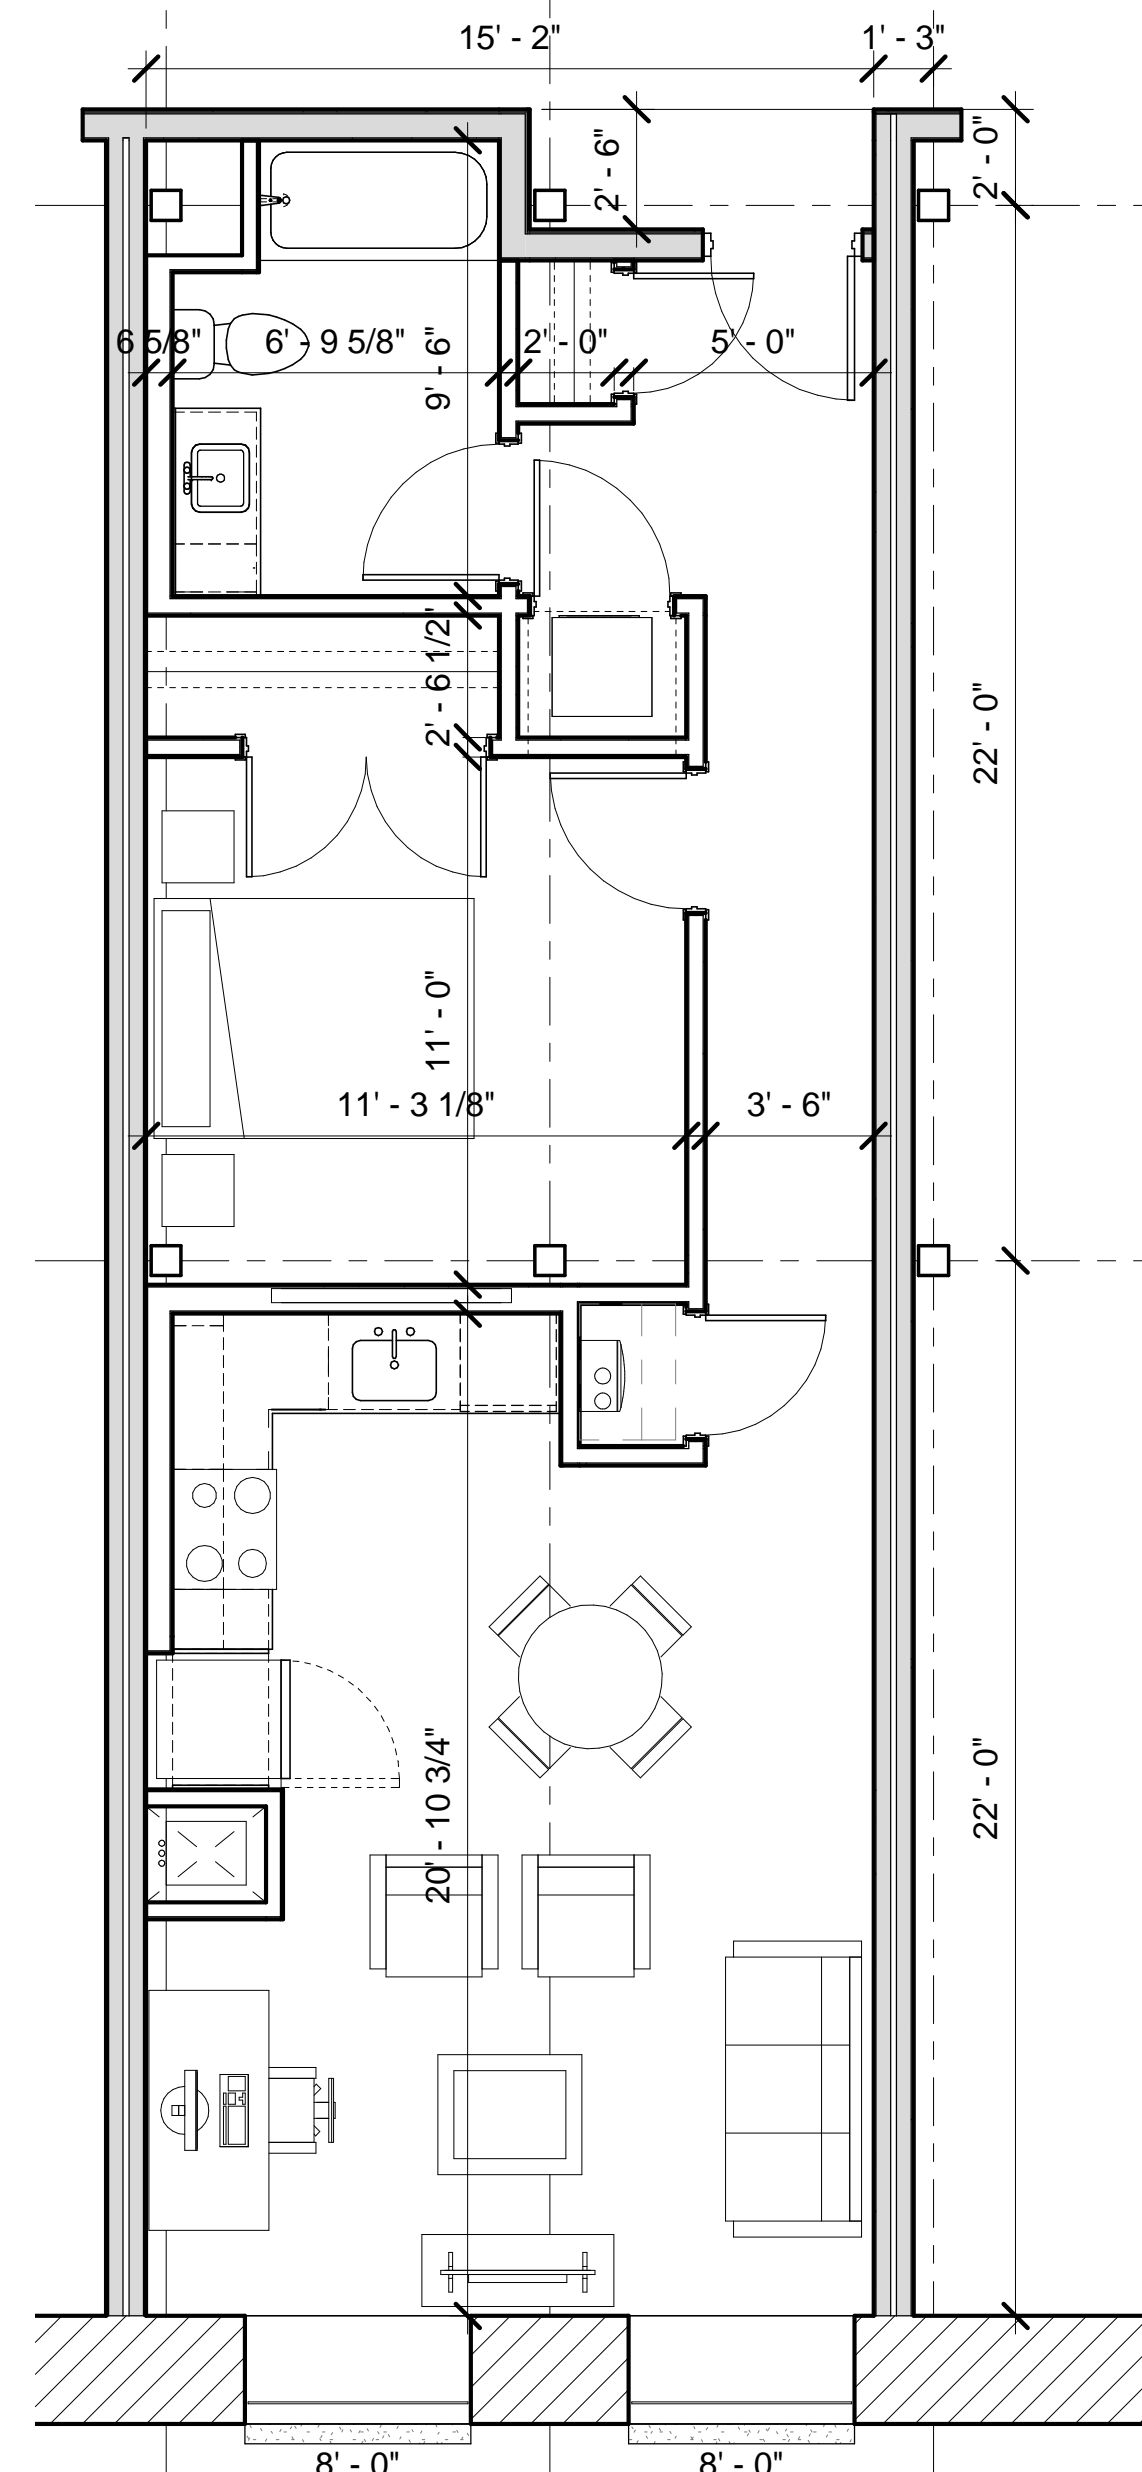 15' - 2"
1' - 3"
2' - 6"
2' - 0"
6 5/8"
6' - 9 5/8"
9' - 6"
2' - 0"
5' - 0"
2' - 6 1/2"
22' - 0"
11' - 0"
11' - 3 1/8"
3' - 6"
20' - 10 3/4"
22' - 0"
8' - 0"
8' - 0"